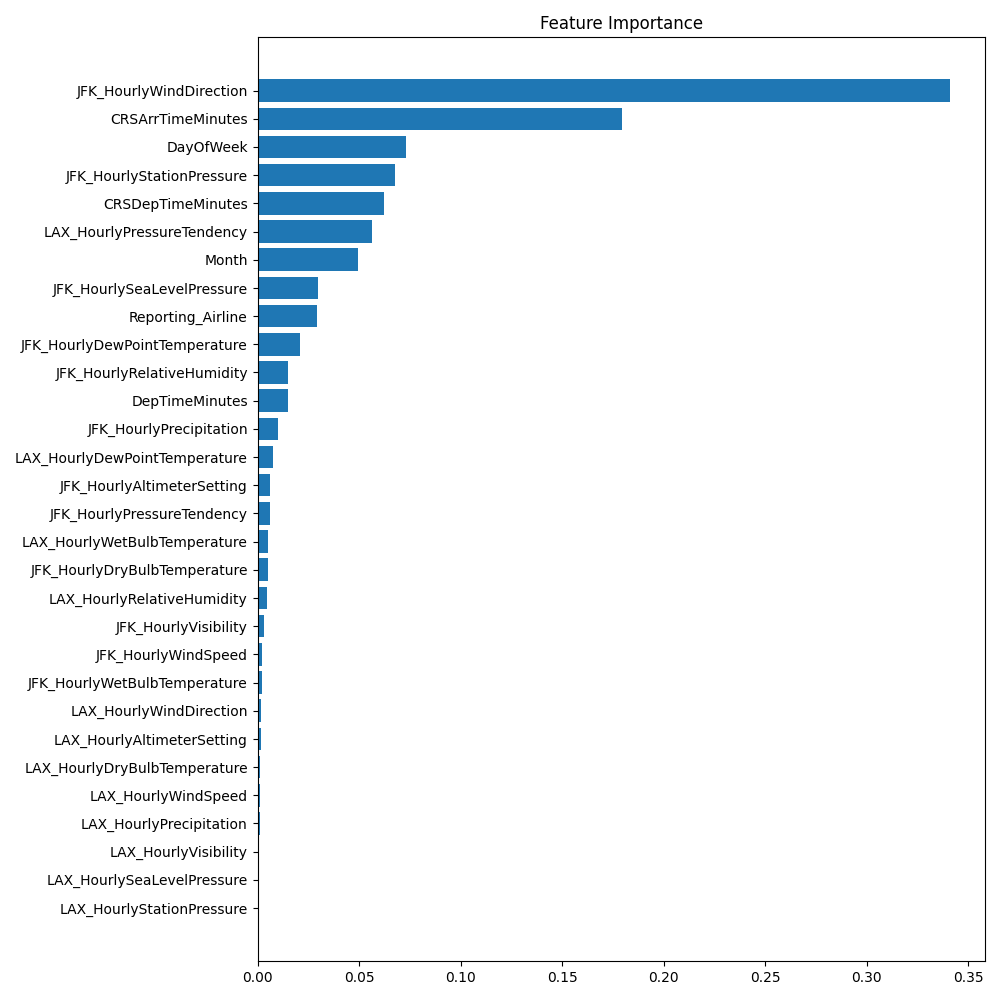 Feature Importance
JFK_HourlyWindDirection
CRSArrTimeMinutes
DayOfWeek
JFK_HourlyStationPressure
CRSDepTimeMinutes
LAX_HourlyPressureTendency
Month
JFK_HourlySeaLevelPressure
Reporting_Airline
JFK_HourlyDewPointTemperature
JFK_HourlyRelativeHumidity
DepTimeMinutes
JFK_HourlyPrecipitation
LAX_HourlyDewPointTemperature
JFK_HourlyAltimeterSetting
JFK_HourlyPressureTendency
LAX_HourlyWetBulbTemperature
JFK_HourlyDryBulbTemperature
LAX_HourlyRelativeHumidity
JFK_HourlyVisibility
JFK_HourlyWindSpeed
JFK_HourlyWetBulbTemperature
LAX_HourlyWindDirection
LAX_HourlyAltimeterSetting
LAX_HourlyDryBulbTemperature
LAX_HourlyWindSpeed
LAX_HourlyPrecipitation
LAX_HourlyVisibility
LAX_HourlySeaLevelPressure
LAX_HourlyStationPressure
0.00 0.05 0.10 0.15 0.20 0.25 0.30 0.35